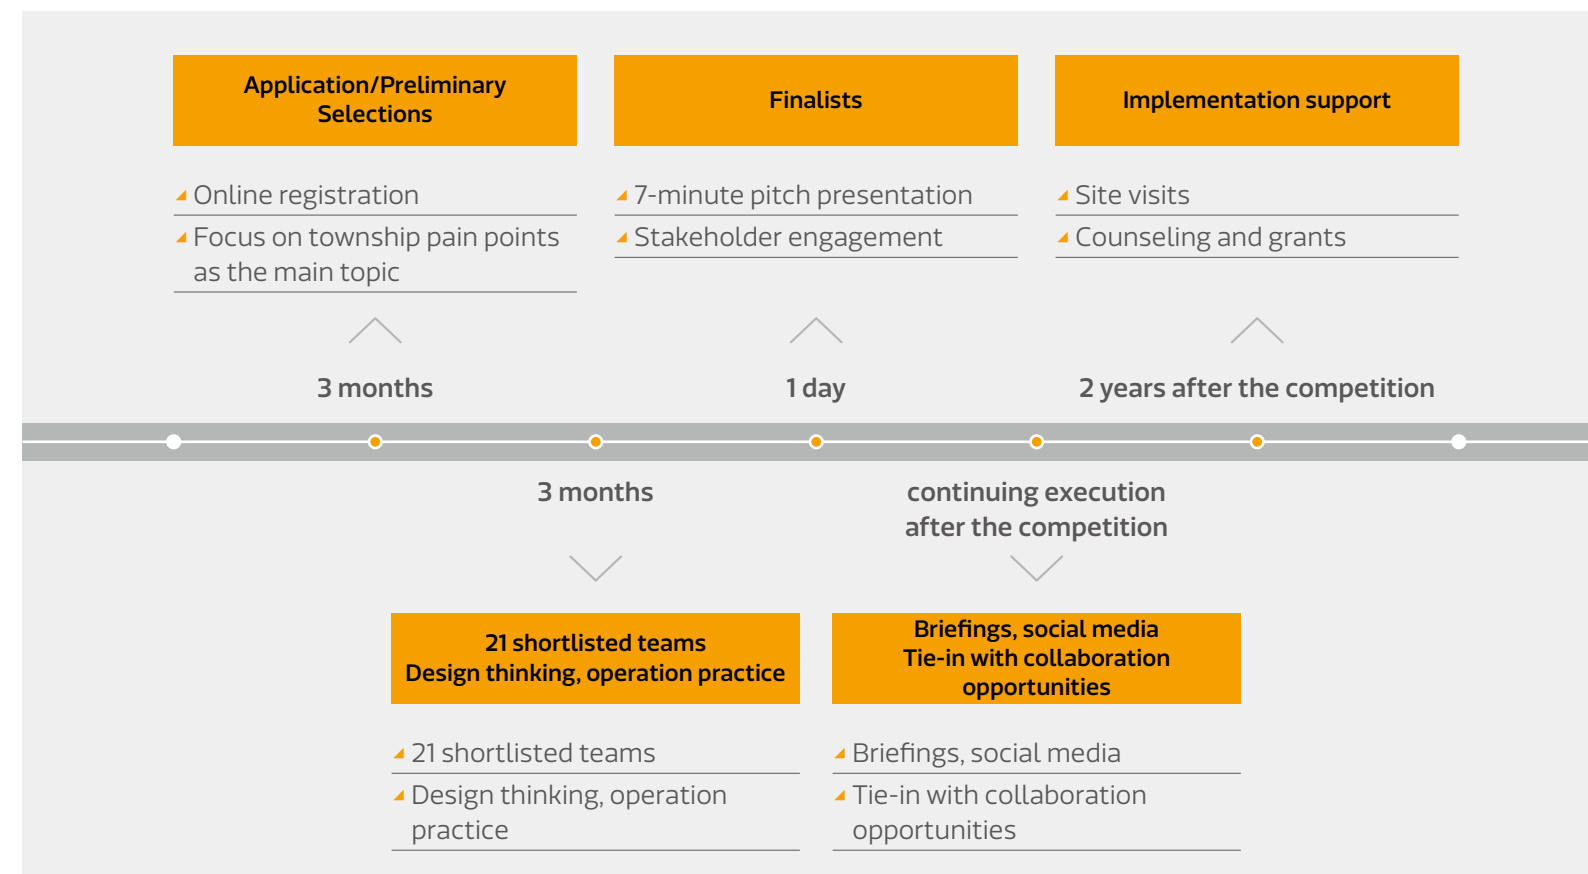 Application/Preliminary
Selections
Online registration
Focus on township pain points
as the main topic
3 months
Finalists
7-minute pitch presentation
Stakeholder engagement
1 day
Implementation support
Site visits
Counseling and grants
2 years after the competition
3 months
21 shortlisted teams
Design thinking, operation practice
21 shortlisted teams
Design thinking, operation
practice
continuing execution
after the competition
Briefings, social media
Tie-in with collaboration
opportunities
Briefings, social media
Tie-in with collaboration
opportunities